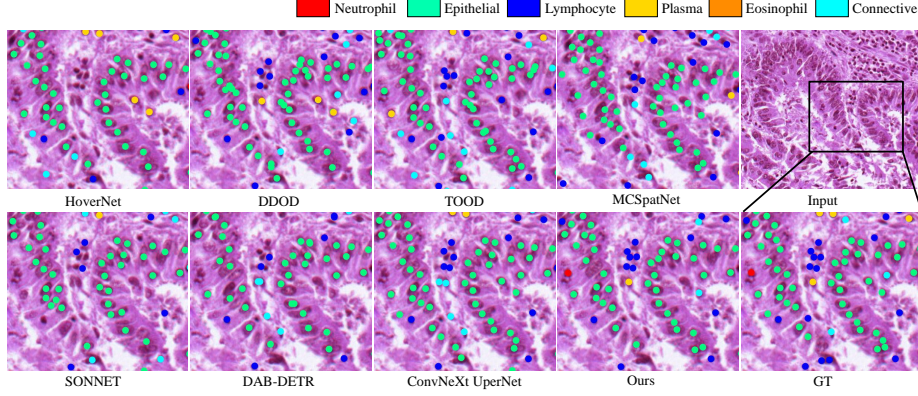 Neutrophil Epithelial Lymphocyte Plasma Eosinophil Connective
HoverNet DDOD TOOD MCSpatNet Input
SONNET DAB-DETR ConvNeXt UperNet Ours GT